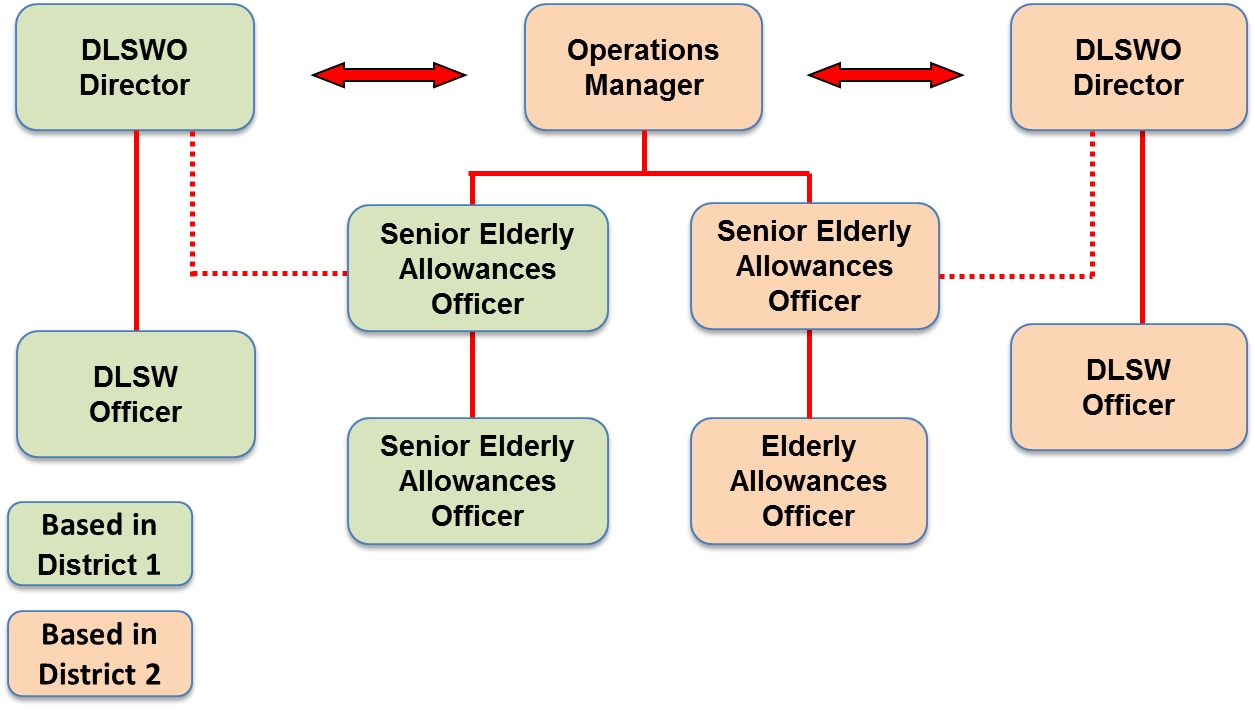 DLSWO
Director
Operations
Manager
DLSWO
Director
Senior Elderly
Allowances
Officer
Senior Elderly
Allowances
Officer
DLSW
Officer
DLSW
Officer
Senior Elderly
Allowances
Officer
Elderly
Allowances
Officer
Based in
District 1
Based in
District 2